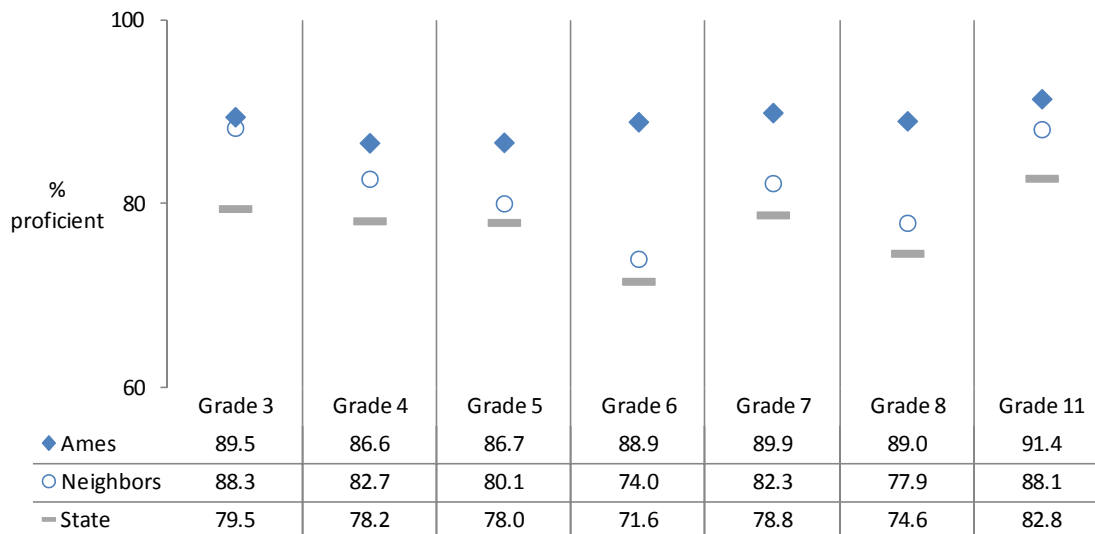 100
%
proficient
80
60
Grade 3 Grade 4 Grade 5 Grade 6 Grade 7 Grade 8 Grade 11
Ames 89.5 86.6 86.7 88.9 89.9 89.0 91.4
Neighbors 88.3 82.7 80.1 74.0 82.3 77.9 88.1
State 79.5 78.2 78.0 71.6 78.8 74.6 82.8